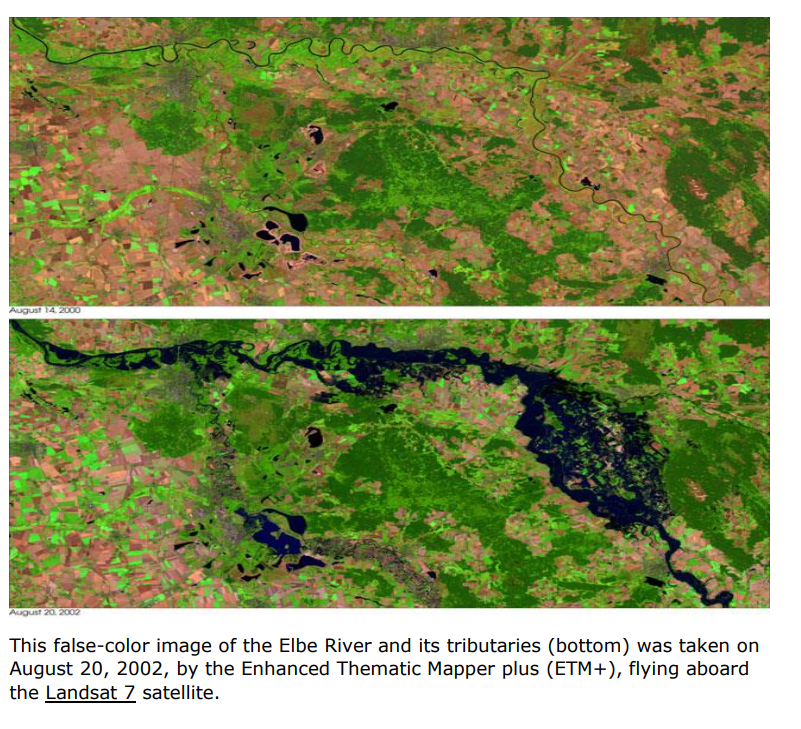 August 14, 2000
August 20, 2002
This false-color image of the Elbe River and its tributaries (bottom) was taken on
August 20, 2002, by the Enhanced Thematic Mapper plus (ETM+), flying aboard
the Landsat 7 satellite.